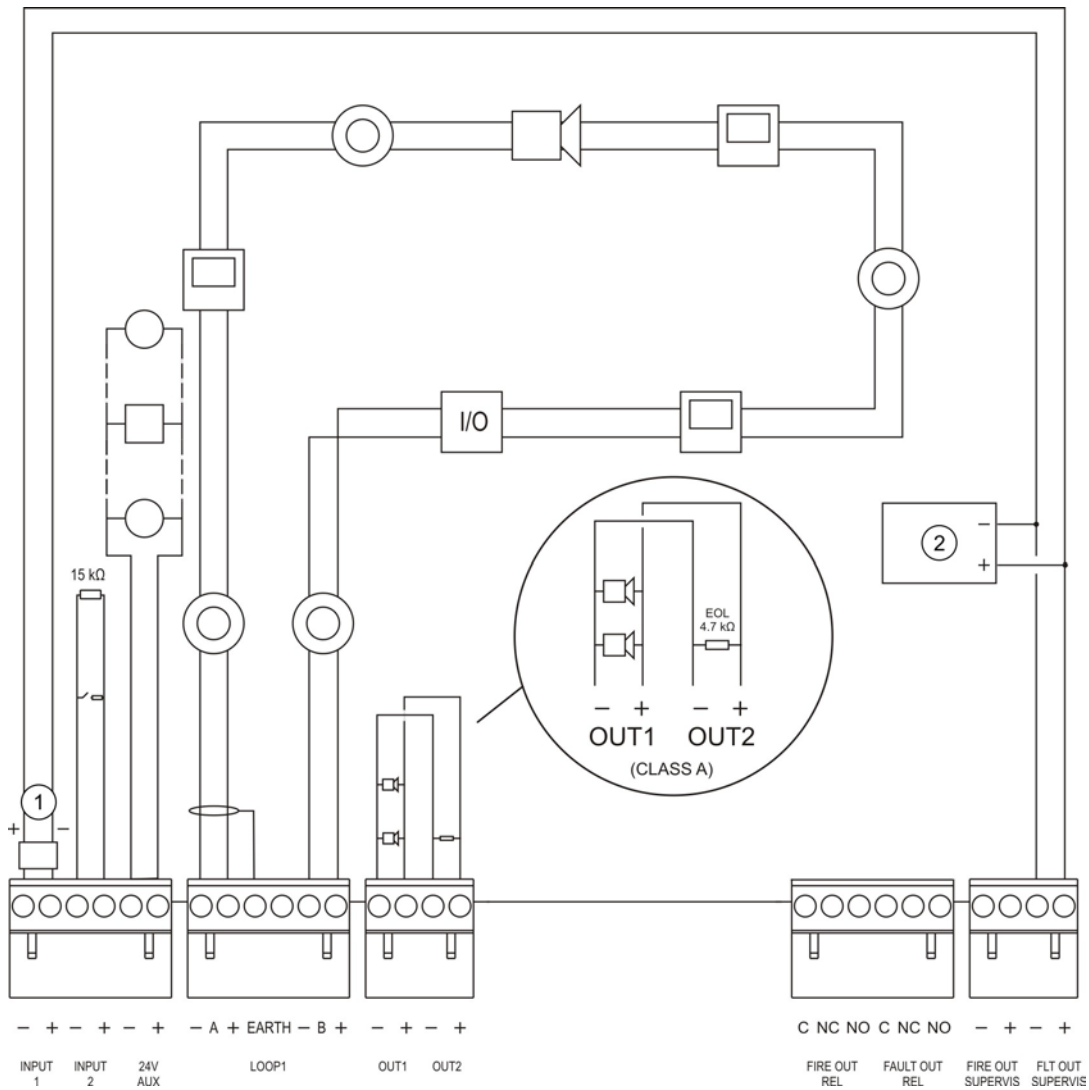 I/O
2
15 kΩ
EOL
4.7 kΩ
− + − +
OUT1 OUT2
(CLASS A)
1
+ −
− +
− + − + − + − A + EARTH − B + − + − + C NC NO C NC NO − + − +
INPUT 1
INPUT 2
24V AUX
LOOP1
OUT1
OUT2
FIRE OUT REL
FAULT OUT REL
FIRE OUT SUPERVIS
FLT OUT SUPERVIS